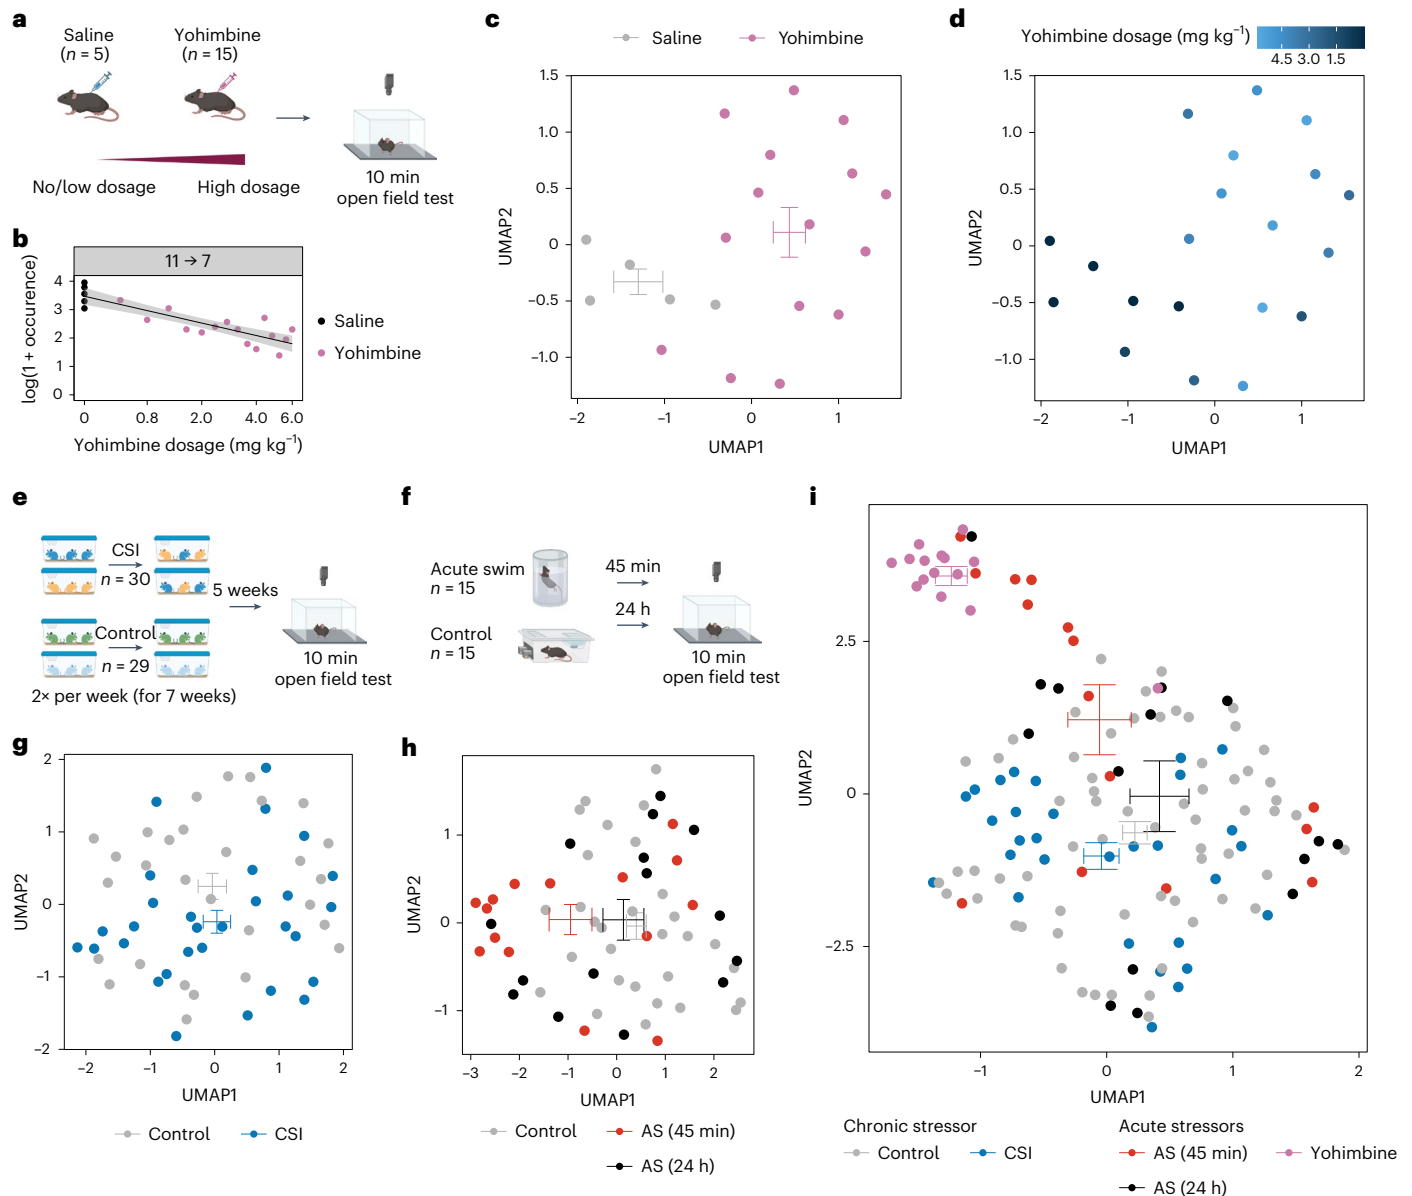 a
Saline
(n = 5)
Yohimbine
(n = 15)
No/low dosage
High dosage
10 min
open field test
b
11 → 7
log(1 + occurence)
4
3
2
1
0
0
0.8
2.0
4.0
6.0
Yohimbine dosage (mg kg⁻¹)
Saline
Yohimbine
c
Saline
Yohimbine
1.5
1.0
0.5
0
−0.5
−1.0
UMAP2
−2
−1
0
1
UMAP1
d
Yohimbine dosage (mg kg⁻¹)
4.5 3.0 1.5
1.5
1.0
0.5
0
−0.5
−1.0
UMAP2
−2
−1
0
1
UMAP1
e
CSI
n = 30
Control
n = 29
5 weeks
2× per week (for 7 weeks)
10 min
open field test
f
Acute swim
n = 15
Control
n = 15
45 min
24 h
10 min
open field test
g
2
1
0
−1
−2
UMAP2
−2
−1
0
1
2
UMAP1
Control
CSI
h
1
0
−1
UMAP2
−3
−2
−1
0
1
2
UMAP1
Control
AS (45 min)
AS (24 h)
i
2.5
0
−2.5
UMAP2
−1
0
1
2
UMAP1
Chronic stressor
Control
CSI
Acute stressors
AS (45 min)
Yohimbine
AS (24 h)